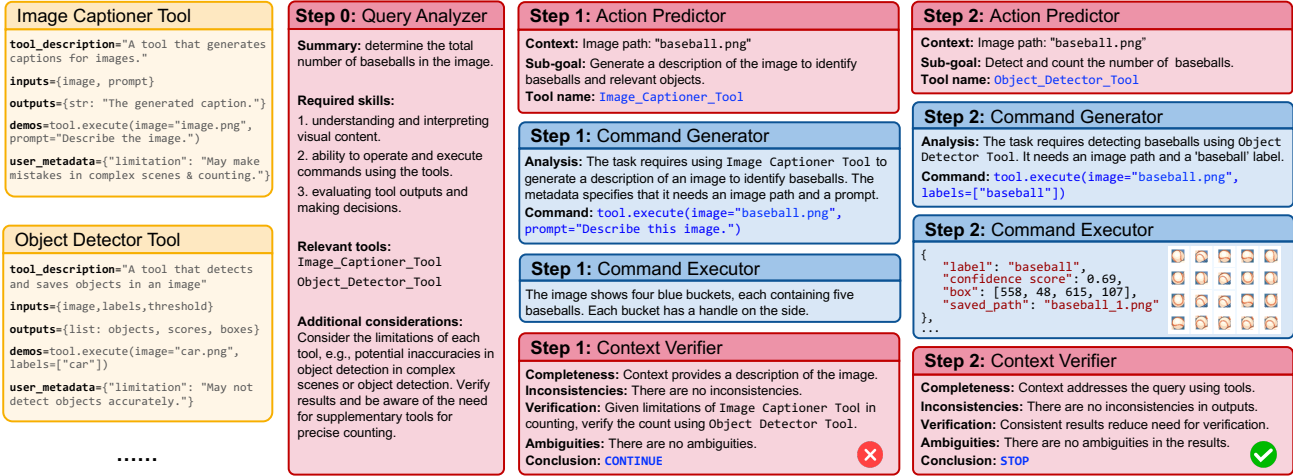 Image Captioner Tool
tool_description="A tool that generates
captions for images."
inputs={image, prompt}
outputs={str: "The generated caption."}
demos=tool.execute(image="image.png",
prompt="Describe the image.")
user_metadata={"limitation": "May make
mistakes in complex scenes & counting."}
Object Detector Tool
tool_description="A tool that detects
and saves objects in an image"
inputs={image,labels,threshold}
outputs={list: objects, scores, boxes}
demos=tool.execute(image="car.png",
labels=["car"])
user_metadata={"limitation": "May not
detect objects accurately."}
......
Step 0: Query Analyzer
Summary: determine the total
number of baseballs in the image.
Required skills:
1. understanding and interpreting
visual content.
2. ability to operate and execute
commands using the tools.
3. evaluating tool outputs and
making decisions.
Relevant tools:
Image_Captioner_Tool
Object_Detector_Tool
Additional considerations:
Consider the limitations of each
tool, e.g., potential inaccuracies in
object detection in complex
scenes or object detection. Verify
results and be aware of the need
for supplementary tools for
precise counting.
Step 1: Action Predictor
Context: Image path: "baseball.png"
Sub-goal: Generate a description of the image to identify
baseballs and relevant objects.
Tool name: Image_Captioner_Tool
Step 1: Command Generator
Analysis: The task requires using Image Captioner Tool to
generate a description of an image to identify baseballs. The
metadata specifies that it needs an image path and a prompt.
Command: tool.execute(image="baseball.png",
prompt="Describe this image.")
Step 1: Command Executor
The image shows four blue buckets, each containing five
baseballs. Each bucket has a handle on the side.
Step 1: Context Verifier
Completeness: Context provides a description of the image.
Inconsistencies: There are no inconsistencies.
Verification: Given limitations of Image Captioner Tool in
counting, verify the count using Object Detector Tool.
Ambiguities: There are no ambiguities.
Conclusion: CONTINUE
Step 2: Action Predictor
Context: Image path: "baseball.png"
Sub-goal: Detect and count the number of baseballs.
Tool name: Object_Detector_Tool
Step 2: Command Generator
Analysis: The task requires detecting baseballs using Object
Detector Tool. It needs an image path and a 'baseball' label.
Command: tool.execute(image="baseball.png",
labels=["baseball"])
Step 2: Command Executor
{
"label": "baseball",
"confidence score": 0.69,
"box": [558, 48, 615, 107],
"saved_path": "baseball_1.png"
},
...
Step 2: Context Verifier
Completeness: Context addresses the query using tools.
Inconsistencies: There are no inconsistencies in outputs.
Verification: Consistent results reduce need for verification.
Ambiguities: There are no ambiguities in the results.
Conclusion: STOP